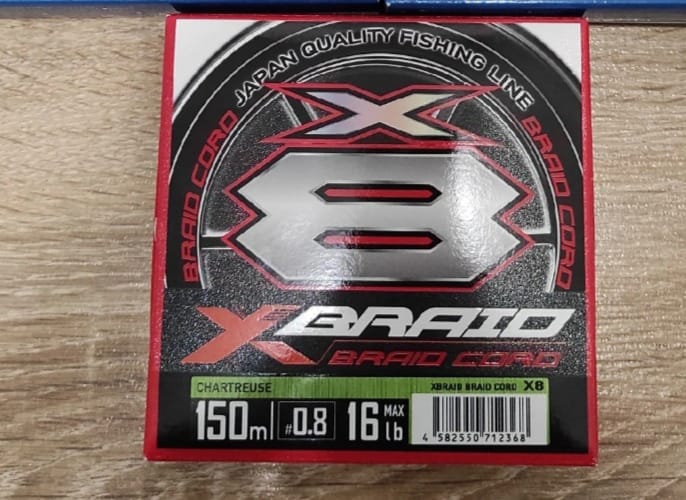 JAPAN QUALITY FISHING LINE
BRAID CORD
BRAID CORD
X
8
XBRAID
BRAID CORD
CHARTREUSE
XBRAID BRAID CORD X8
150m #0.8 16 MAX lb
4 582550 712368